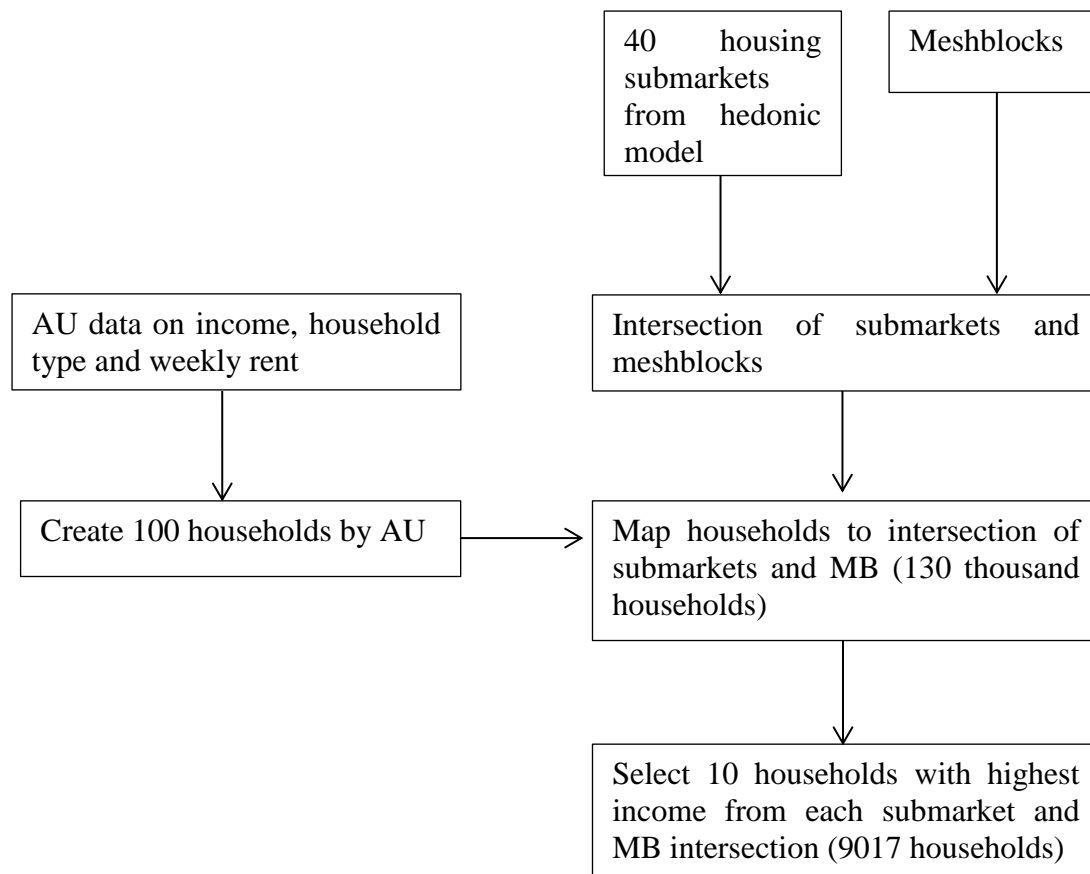 40 housing
submarkets
from hedonic
model
Meshblocks
AU data on income, household
type and weekly rent
Intersection of submarkets and
meshblocks
Create 100 households by AU
Map households to intersection of
submarkets and MB (130 thousand
households)
Select 10 households with highest
income from each submarket and
MB intersection (9017 households)